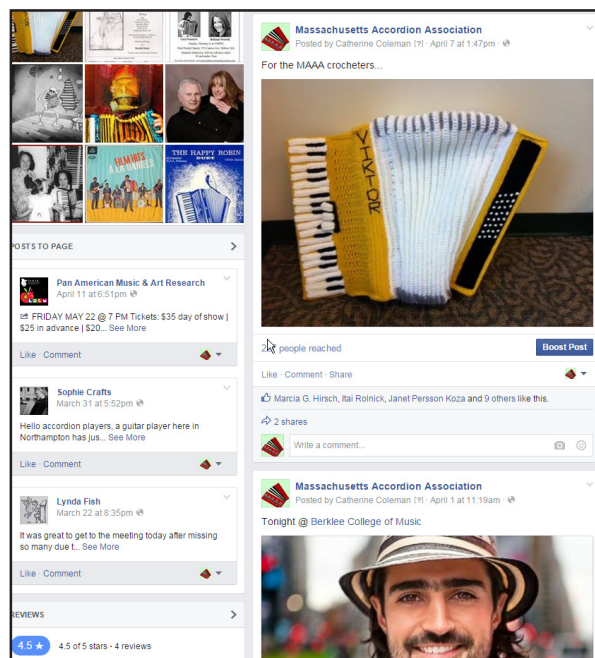 FILM HITS
A LA DANIELS
THE HAPPY ROBIN
DUET
POSTS TO PAGE
Pan American Music & Art Research
April 11 at 6:51pm
FRIDAY MAY 22 @ 7 PM Tickets: $35 day of show |
$25 in advance | $20... See More
Like · Comment
Sophie Crafts
March 31 at 5:52pm
Hello accordion players, a guitar player here in
Northampton has jus... See More
Like · Comment
Lynda Fish
March 22 at 8:35pm
It was great to get to the meeting today after missing
so many due t... See More
Like · Comment
REVIEWS
4.5 ★
4.5 of 5 stars · 4 reviews
Massachusetts Accordion Association
Posted by Catherine Coleman [?] · April 7 at 1:47pm ·
For the MAAA crocheters...
VIKTOR
people reached
Boost Post
Like · Comment · Share
Marcia G. Hirsch, Itai Rolnick, Janet Persson Koza and 9 others like this.
2 shares
Write a comment...
Massachusetts Accordion Association
Posted by Catherine Coleman [?] · April 1 at 11:19am ·
Tonight @ Berklee College of Music